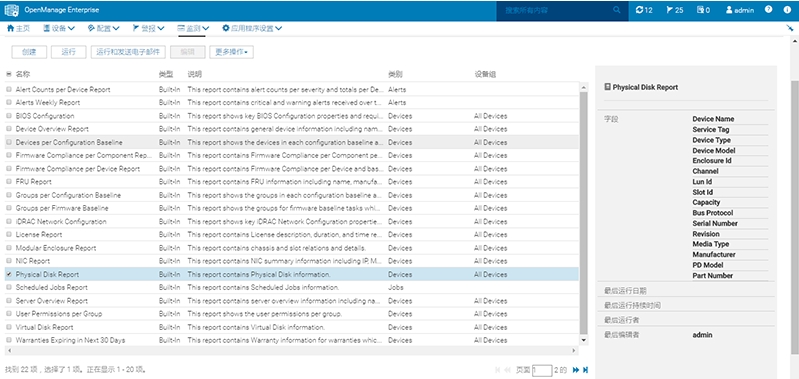 OpenManage Enterprise
搜索所有内容
12
25
0
admin
主页
设备
配置
警报
监测
应用程序设置
创建
运行
运行和发送电子邮件
编辑
更多操作
名称 类型 说明 类别 设备组
Alert Counts per Device Report Built-In This report contains alert counts per severity and totals per De... Alerts
Alerts Weekly Report Built-In This report contains critical and warning alerts received over t... Alerts
BIOS Configuration Built-In This report shows key BIOS Configuration properties and requi... Devices All Devices
Device Overview Report Built-In This report contains general device information including nam... Devices All Devices
Devices per Configuration Baseline Built-In This report shows the devices in each configuration baseline a... Devices All Devices
Firmware Compliance per Component Rep... Built-In This report contains Firmware Compliance per Component pe... Devices All Devices
Firmware Compliance per Device Report Built-In This report contains Firmware Compliance per Device and bas... Devices All Devices
FRU Report Built-In This report contains FRU information including name, manufa... Devices All Devices
Groups per Configuration Baseline Built-In This report shows the groups in each configuration baseline a... Devices All Devices
Groups per Firmware Baseline Built-In This report shows the groups for firmware baseline tasks whic... Devices All Devices
iDRAC Network Configuration Built-In This report shows key iDRAC Network Configuration propertie... Devices All Devices
License Report Built-In This report contains License description, duration, and time re... Devices All Devices
Modular Enclosure Report Built-In This report contains chassis and slot relations and details. Devices All Devices
NIC Report Built-In This report contains NIC summary information including IP, M... Devices All Devices
Physical Disk Report Built-In This report contains Physical Disk information. Devices All Devices
Scheduled Jobs Report Built-In This report contains Scheduled Jobs information. Jobs
Server Overview Report Built-In This report contains server overview information including na... Devices All Devices
User Permissions per Group Built-In This report shows the user permissions per group. Devices All Devices
Virtual Disk Report Built-In This report contains Virtual Disk information. Devices All Devices
Warranties Expiring in Next 30 Days Built-In This report contains Warranty information for warranties whic... Devices All Devices
找到 22 项，选择了 1 项。正在显示 1 - 20 项。
页面 1 2 的
Physical Disk Report
字段 Device Name
Service Tag
Device Type
Device Model
Enclosure Id
Channel
Lun Id
Slot Id
Capacity
Bus Protocol
Serial Number
Revision
Media Type
Manufacturer
PD Model
Part Number
最后运行日期
最后运行持续时间
最后运行者
最后编辑者 admin